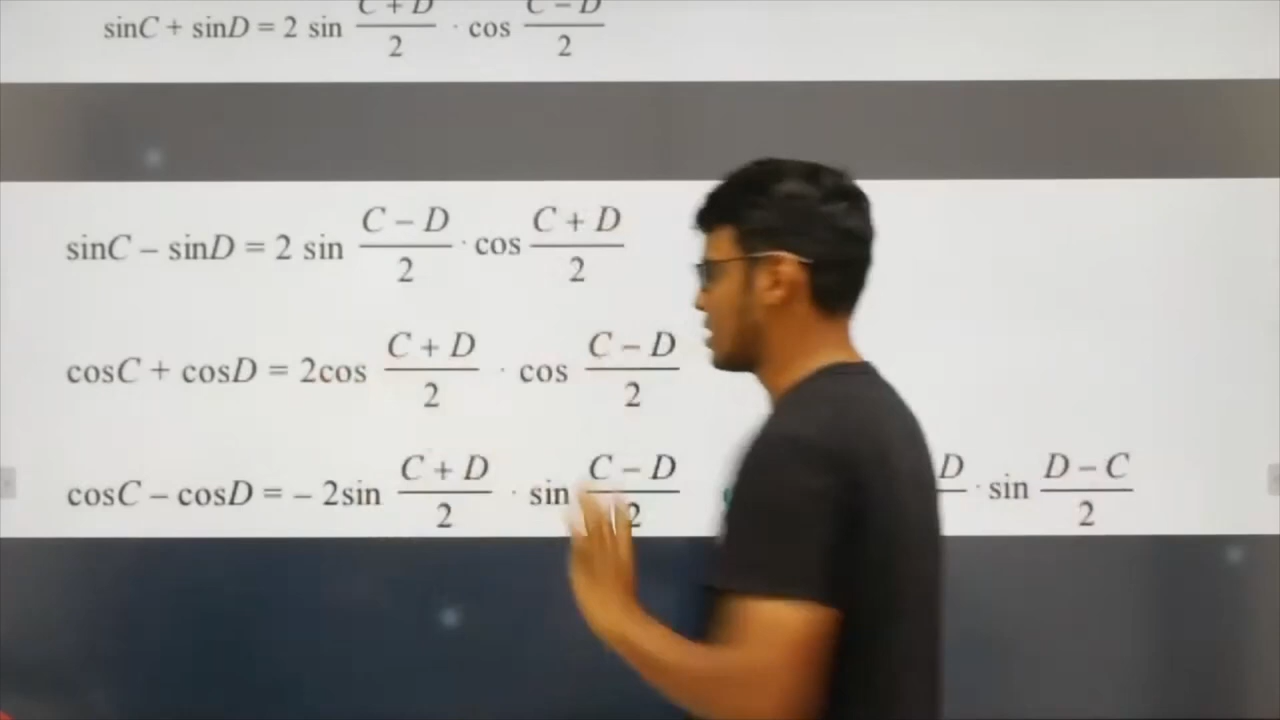 sinC + sinD = 2 sin (C + D)/2 · cos (C − D)/2
sinC − sinD = 2 sin (C − D)/2 · cos (C + D)/2
cosC + cosD = 2cos (C + D)/2 · cos (C − D)/2
cosC − cosD = − 2sin (C + D)/2 · sin (C − D)/2 D · sin (D − C)/2